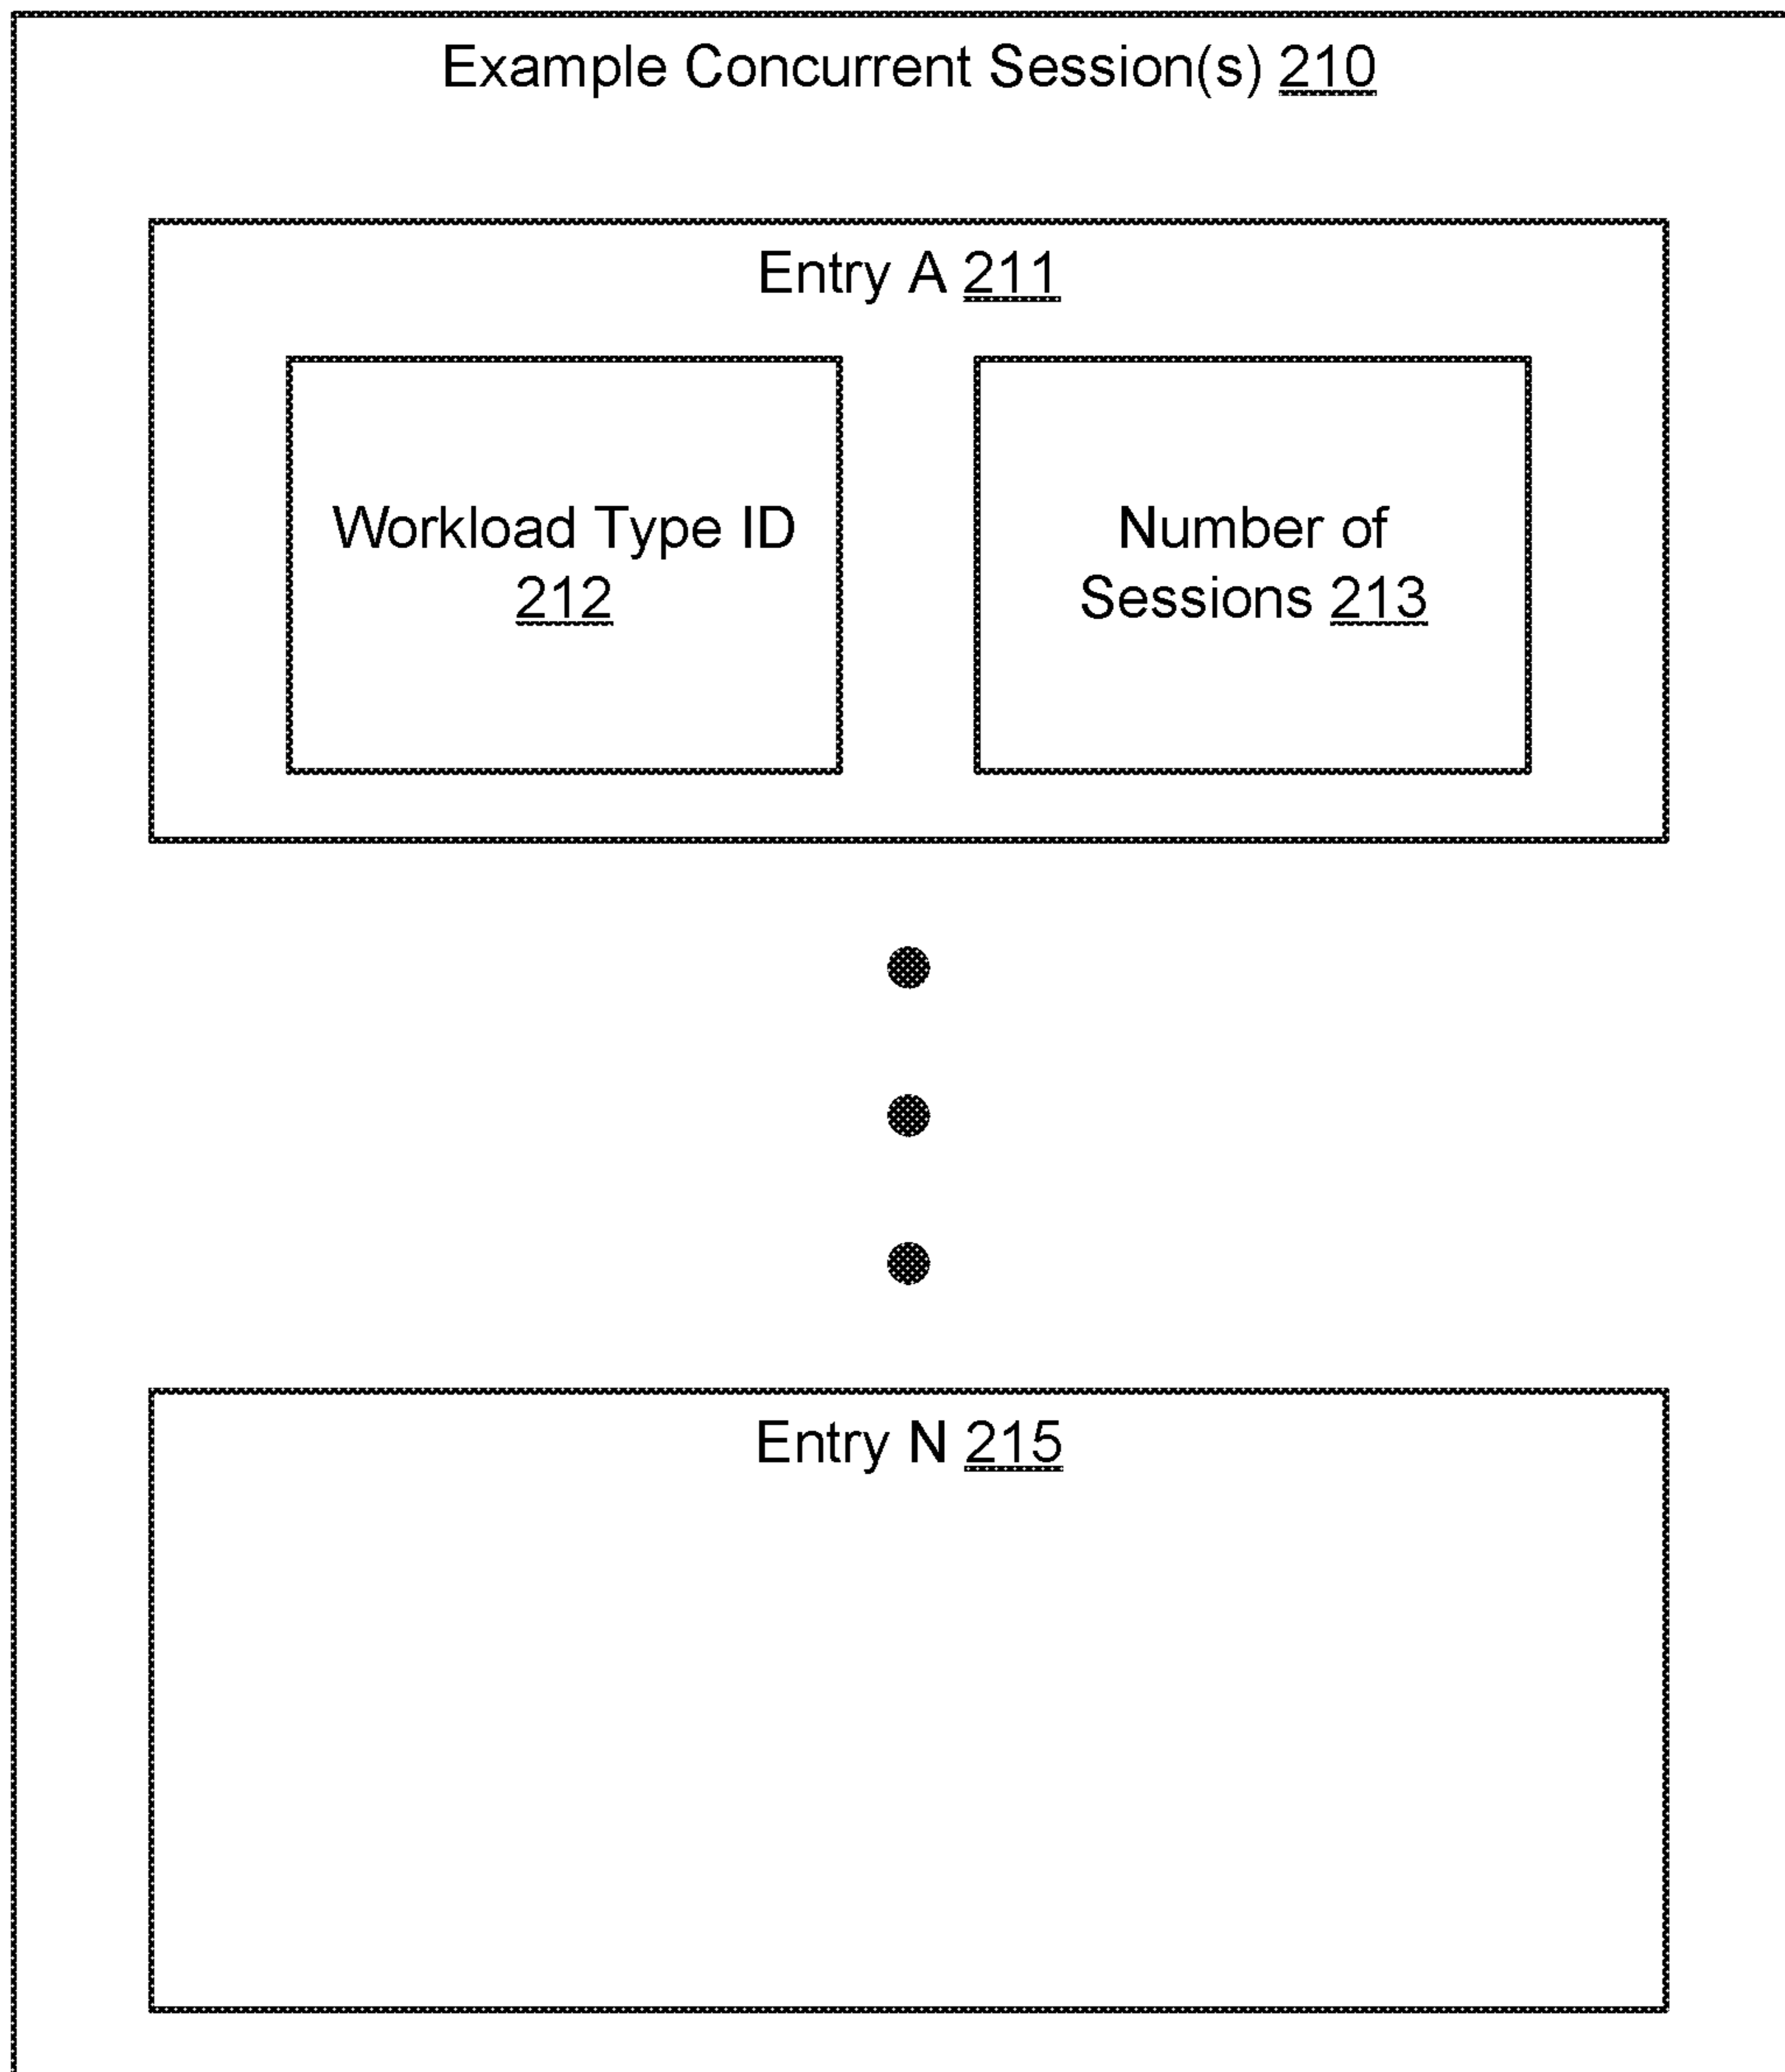 Example Concurrent Session(s) 210
Entry A 211
Workload Type ID
212
Number of
Sessions 213
Entry N 215